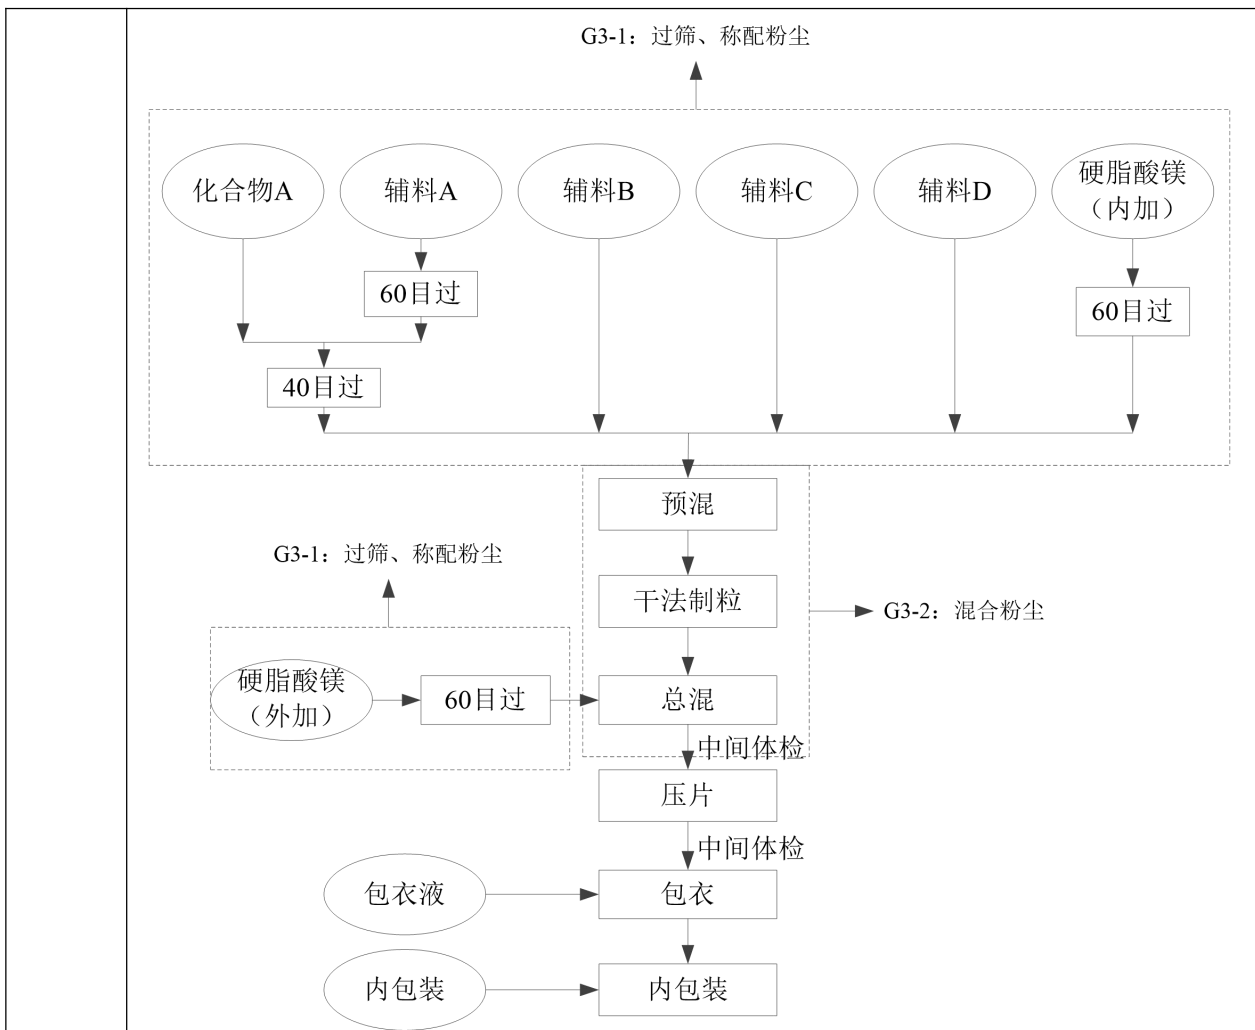 G3-1：过筛、称配粉尘
化合物A
辅料A
辅料B
辅料C
辅料D
硬脂酸镁
（内加）
60目过
60目过
40目过
预混
G3-1：过筛、称配粉尘
干法制粒
G3-2：混合粉尘
硬脂酸镁
（外加）
60目过
总混
中间体检
压片
中间体检
包衣液
包衣
内包装
内包装